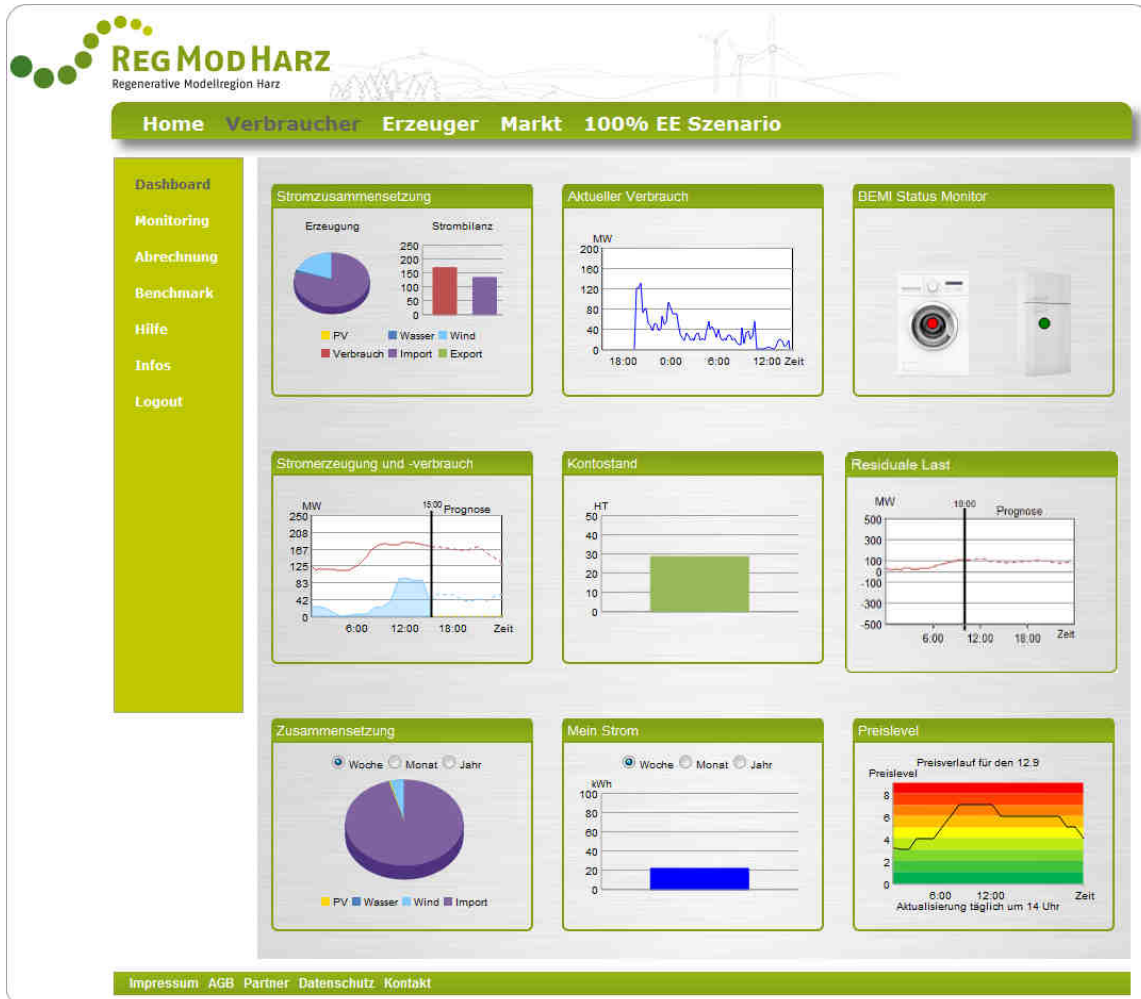 REGMODHARZ
Regenerative Modellregion Harz
Home Verbraucher Erzeuger Markt 100% EE Szenario
Dashboard
Monitoring
Abrechnung
Benchmark
Hilfe
Infos
Logout
Stromzusammensetzung
Erzeugung Strombilanz
250
200
150
100
50
0
PV Wasser Wind
Verbrauch Import Export
Aktueller Verbrauch
MW
200
160
120
80
40
0
18:00 0:00 6:00 12:00 Zeit
BEMI Status Monitor
Stromerzeugung und -verbrauch
MW 15:00 Prognose
250
208
167
125
83
42
0
6:00 12:00 18:00 Zeit
Kontostand
HT
50
40
30
20
10
0
Residuale Last
MW 10:00 Prognose
500
300
100
0
-100
-300
-500
6:00 12:00 18:00 Zeit
Zusammensetzung
Woche Monat Jahr
PV Wasser Wind Import
Mein Strom
Woche Monat Jahr
kWh
100
80
60
40
20
0
Preislevel
Preisverlauf für den 12.9
Preislevel
8
6
4
2
0
6:00 12:00 Zeit
Aktualisierung täglich um 14 Uhr
Impressum AGB Partner Datenschutz Kontakt